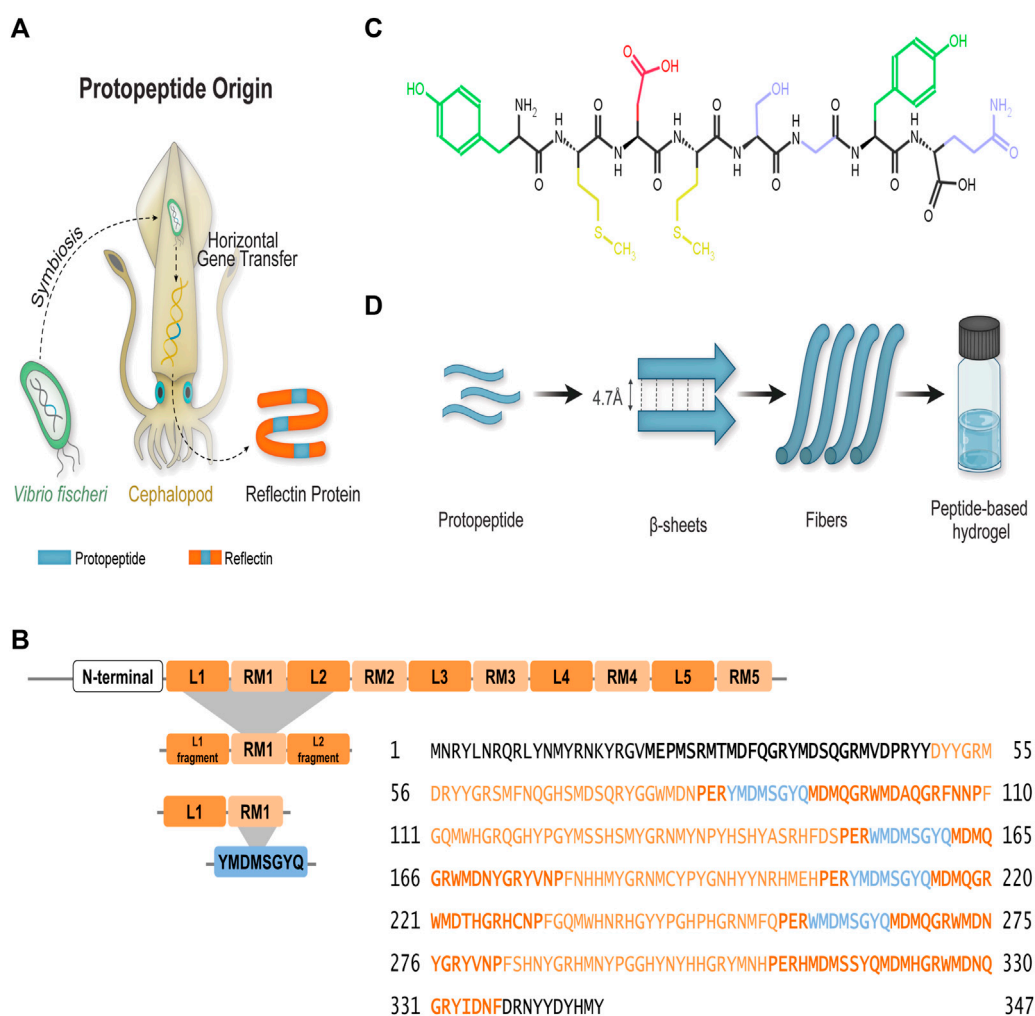 A
Protopeptide Origin
Symbiosis
Horizontal
Gene Transfer
Vibrio fischeri
Cephalopod
Reflectin Protein
Protopeptide
Reflectin
C
HO
NH2
O
H
N
O
N
H
O
OH
O
H
N
O
N
H
OH
O
H
N
O
N
H
OH
O
H
N
O
OH
NH2
O
S
CH3
S
CH3
D
4.7Å
Protopeptide
β-sheets
Fibers
Peptide-based
hydrogel
B
N-terminal L1 RM1 L2 RM2 L3 RM3 L4 RM4 L5 RM5
L1
fragment
RM1
L2
fragment
L1 RM1
YMDMSGYQ
1 MNRYLNRQRLYNMYRNKYRGVMEPMSRMTMDFQGRYMDSQGRMVDPRYYDYYGRM 55
56 DRYYGRSMFNQGHSMDSQRYGGWMDNPERYMDMSGYQMDMQGRWMDAQGRFNNPF 110
111 GQMWHGRQGHYPGYMSSHSMYGRNMYNPYHSHYASRHFDSPERWMDMSGYQMDMQ 165
166 GRWMDNYGRYVNPFNHHMYGRNMCYPYGNHYYNRHMEHPERYMDMSGYQMDMQGR 220
221 WMDTHGRHCNPFGQMWHNRHGYYPGHPHGRNMFQPERWMDMSGYQMDMQGRWMDN 275
276 YGRYVNPFSHNYGRHMNYPGGHYNYHHGRYMNHPERHMDMSSYQMDMHGRWMDNQ 330
331 GRYIDNFDRNYYDYHMY 347